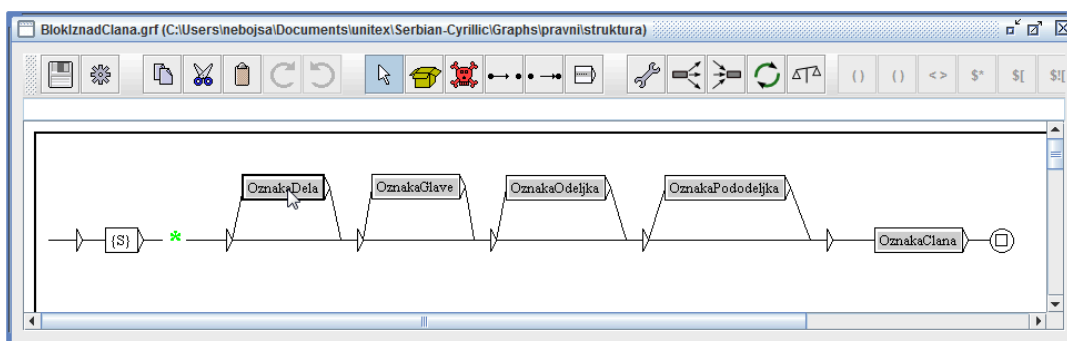 BlokIznadClana.grf (C:\Users\nebojsa\Documents\unitex\Serbian-Cyrillic\Graphs\pravni\struktura)
( ) ( ) < > $* $[ $![
OznakaDela OznakaGlave OznakaOdeljka OznakaPododeljka
{S} * OznakaClana